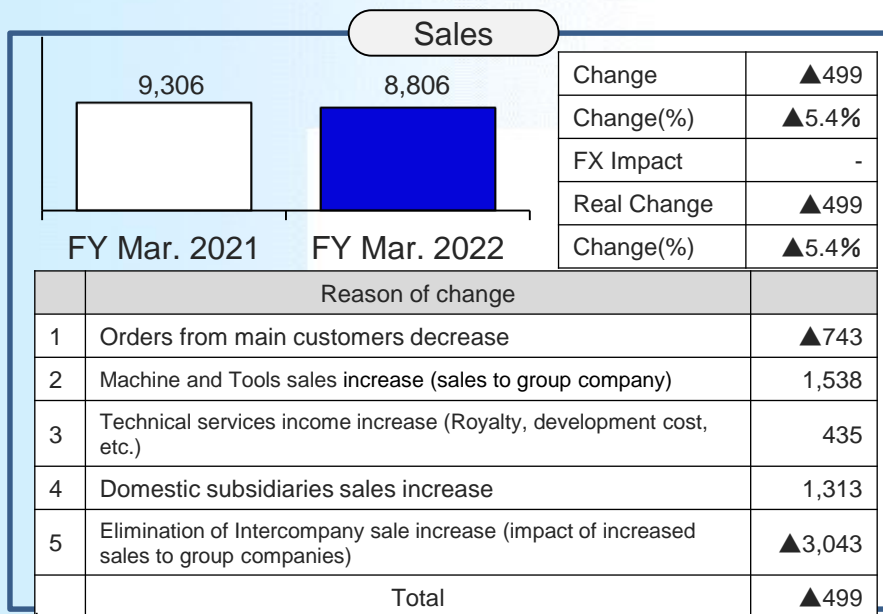 Sales
9,306
8,806
FY Mar. 2021
FY Mar. 2022
Change ▲499
Change(%) ▲5.4%
FX Impact -
Real Change ▲499
Change(%) ▲5.4%
Reason of change
1 Orders from main customers decrease ▲743
2 Machine and Tools sales increase (sales to group company) 1,538
3 Technical services income increase (Royalty, development cost,
etc.) 435
4 Domestic subsidiaries sales increase 1,313
5 Elimination of Intercompany sale increase (impact of increased
sales to group companies) ▲3,043
Total ▲499